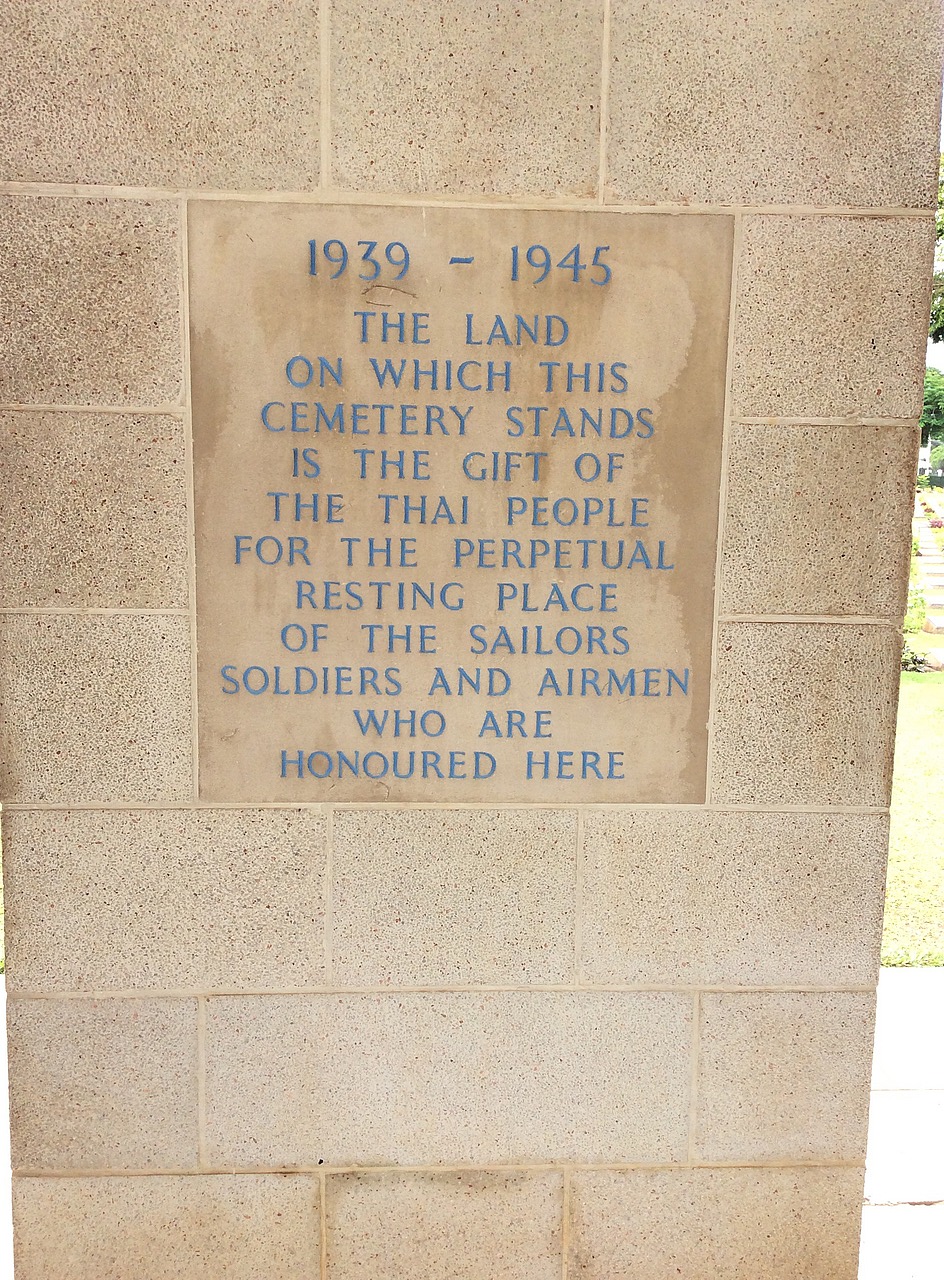 1939 - 1945
THE LAND
ON WHICH THIS
CEMETERY STANDS
IS THE GIFT OF
THE THAI PEOPLE
FOR THE PERPETUAL
RESTING PLACE
OF THE SAILORS
SOLDIERS AND AIRMEN
WHO ARE
HONOURED HERE